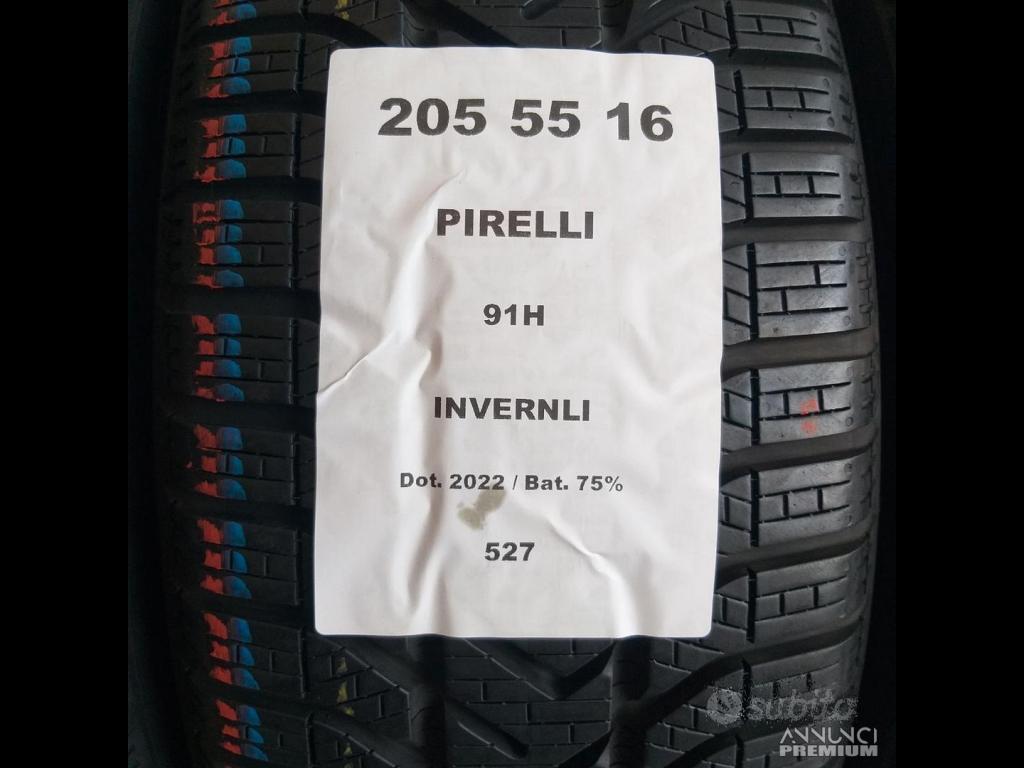 205 55 16
PIRELLI
91H
INVERNLI
Dot. 2022 / Bat. 75%
527
subito
ANNUNCI
PREMIUM